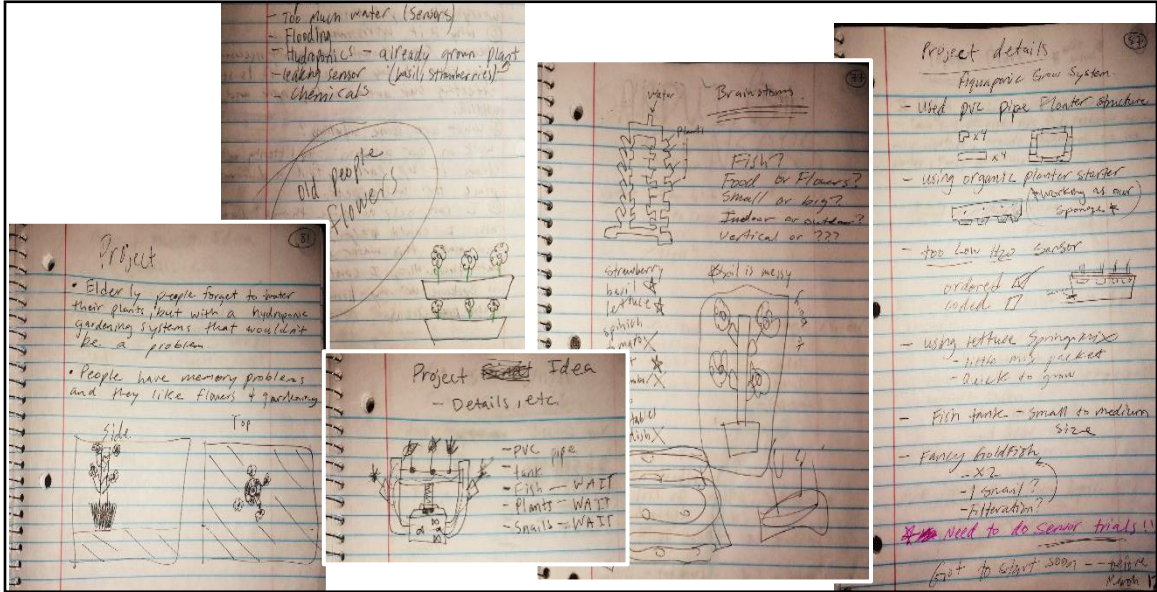 - Too much water (Sensors)
- Flooding
- Hydroponics - already grown plant
- leaking sensor (basil, strawberries)
- Chemicals
old people
flowers
81
Project
• Elderly people forget to water
their plants, but with a hydroponic
gardening systems that wouldn't
be a problem
• People have memory problems
and they like flowers + gardening
Side
Top
Project Idea
- Details, etc.
- PVC pipe
- tank
- Fish - WAIT
- Plants - WAIT
- Snails - WAIT
Brainstorms
Water
Plants
Fish?
Food or Flowers?
Small or big?
Indoor or outdoor?
Vertical or ???
strawberry
basil
lettuce
Soil is messy
87
Project details
Aquaponic Grow System
- used pvc pipe Floater structure
x4
x4
- using organic planter starter
working as our
sponge
- too Low H2O Sensor
ordered
coded
- using lettuce Spring mix
- little mix packet
- Quick to grow
- Fish tank - small to medium
size
- Fancy Goldfish
- x2
- 1 Snail?
- Filteration?
Need to do Sensor trials!!
Got to start soon -- before
March